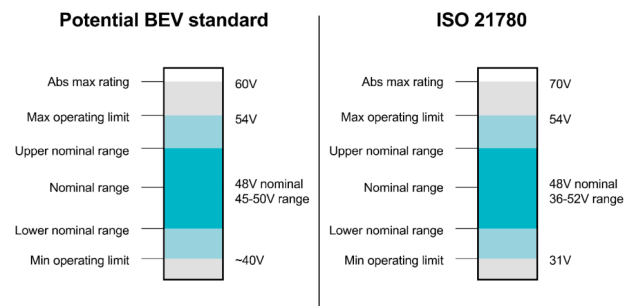 Potential BEV standard
Abs max rating
60V
Max operating limit
54V
Upper nominal range
Nominal range
48V nominal
45-50V range
Lower nominal range
Min operating limit
~40V
ISO 21780
Abs max rating
70V
Max operating limit
54V
Upper nominal range
Nominal range
48V nominal
36-52V range
Lower nominal range
Min operating limit
31V